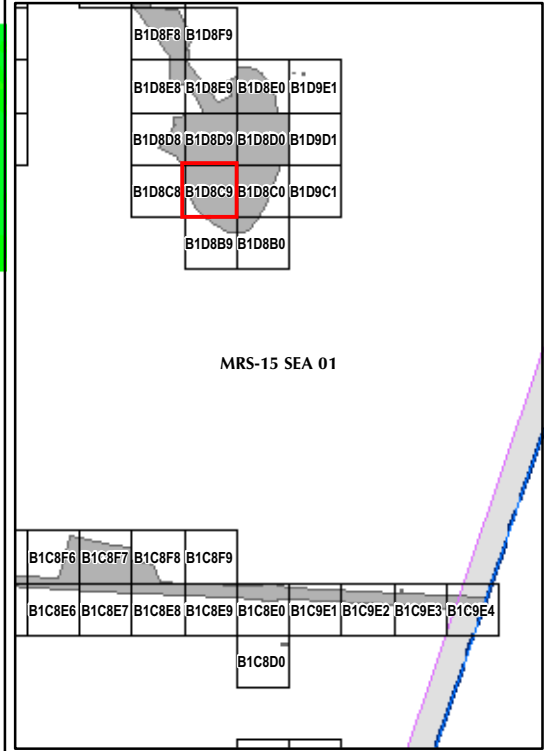 B1D8F8 B1D8F9
B1D8E8 B1D8E9 B1D8E0 B1D9E1
B1D8D8 B1D8D9 B1D8D0 B1D9D1
B1D8C8 B1D8C9 B1D8C0 B1D9C1
B1D8B9 B1D8B0
MRS-15 SEA 01
B1C8F6 B1C8F7 B1C8F8 B1C8F9
B1C8E6 B1C8E7 B1C8E8 B1C8E9 B1C8E0 B1C9E1 B1C9E2 B1C9E3 B1C9E4
B1C8D0